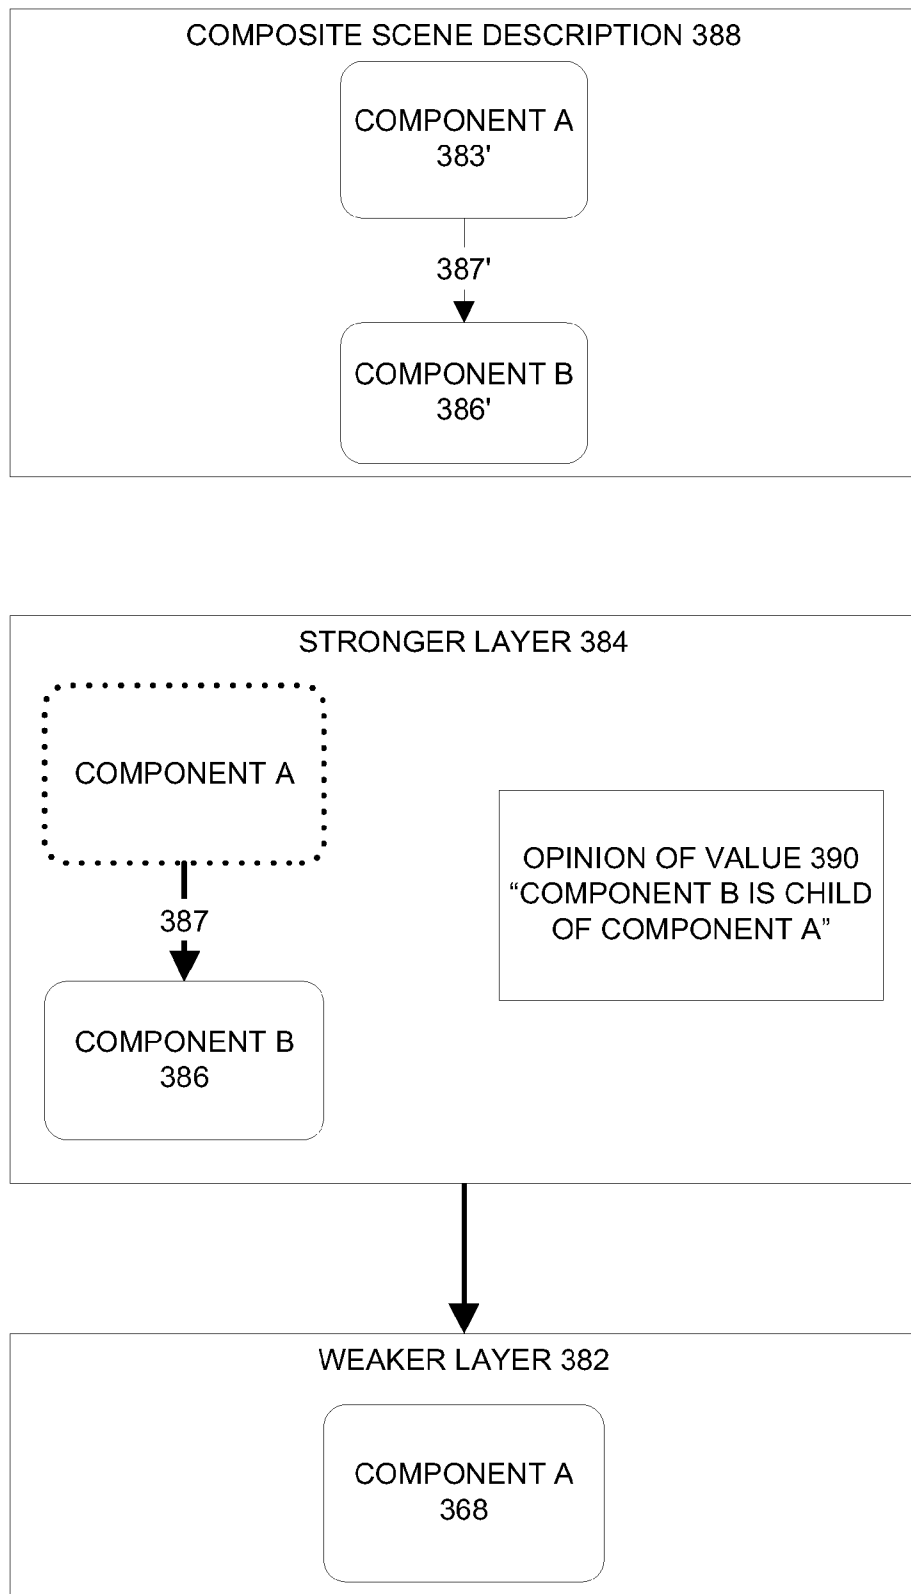 COMPOSITE SCENE DESCRIPTION 388
COMPONENT A
383'
387'
COMPONENT B
386'
STRONGER LAYER 384
COMPONENT A
387
COMPONENT B
386
OPINION OF VALUE 390
“COMPONENT B IS CHILD
OF COMPONENT A”
WEAKER LAYER 382
COMPONENT A
368